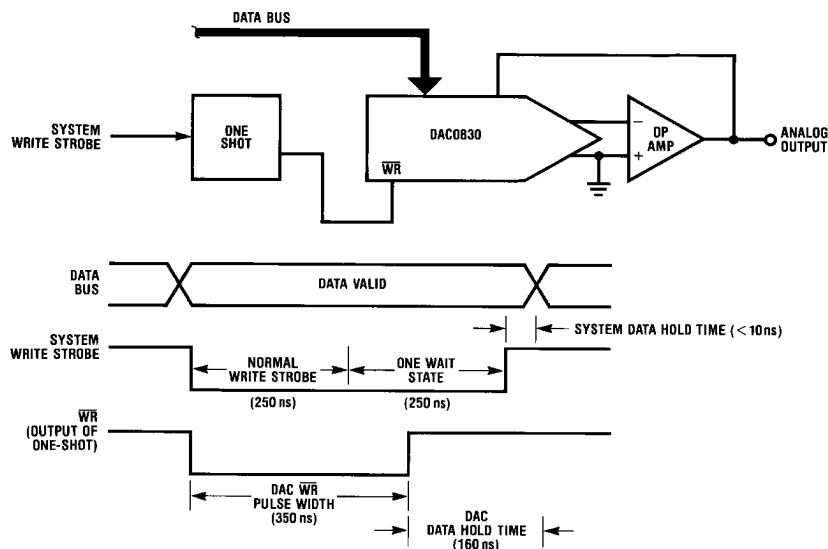 DATA BUS
SYSTEM
WRITE STROBE
ONE
SHOT
DAC0830
WR
OP
AMP
−
+
ANALOG
OUTPUT
DATA
BUS
DATA VALID
SYSTEM DATA HOLD TIME (<10ns)
SYSTEM
WRITE STROBE
NORMAL
WRITE STROBE
(250 ns)
ONE WAIT
STATE
(250 ns)
WR
(OUTPUT OF
ONE-SHOT)
DAC WR
PULSE WIDTH
(350 ns)
DAC
DATA HOLD TIME
(160 ns)